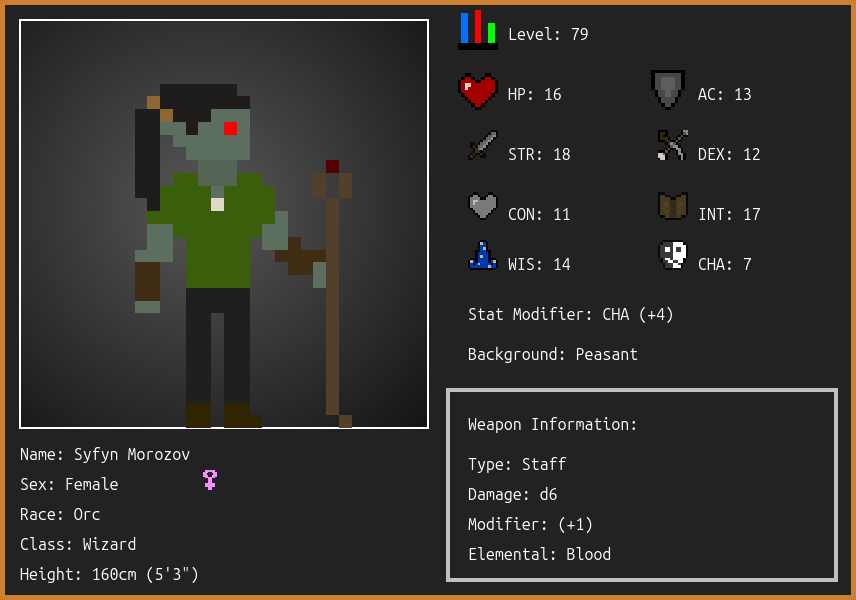 Level: 79
HP: 16
AC: 13
STR: 18
DEX: 12
CON: 11
INT: 17
WIS: 14
CHA: 7
Stat Modifier: CHA (+4)
Background: Peasant
Weapon Information:
Type: Staff
Damage: d6
Modifier: (+1)
Elemental: Blood
Name: Syfyn Morozov
Sex: Female
Race: Orc
Class: Wizard
Height: 160cm (5'3")